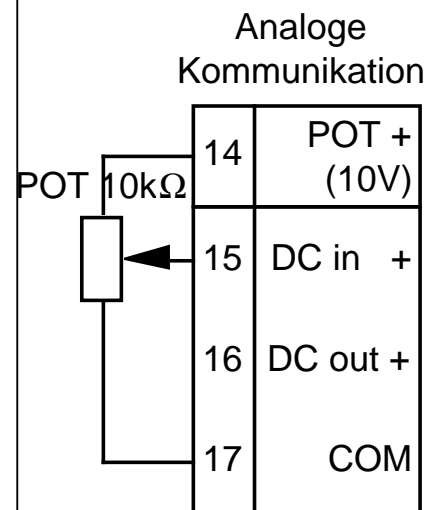 Analoge
Kommunikation
14 POT +
(10V)
POT 10kΩ
15 DC in +
16 DC out +
17 COM